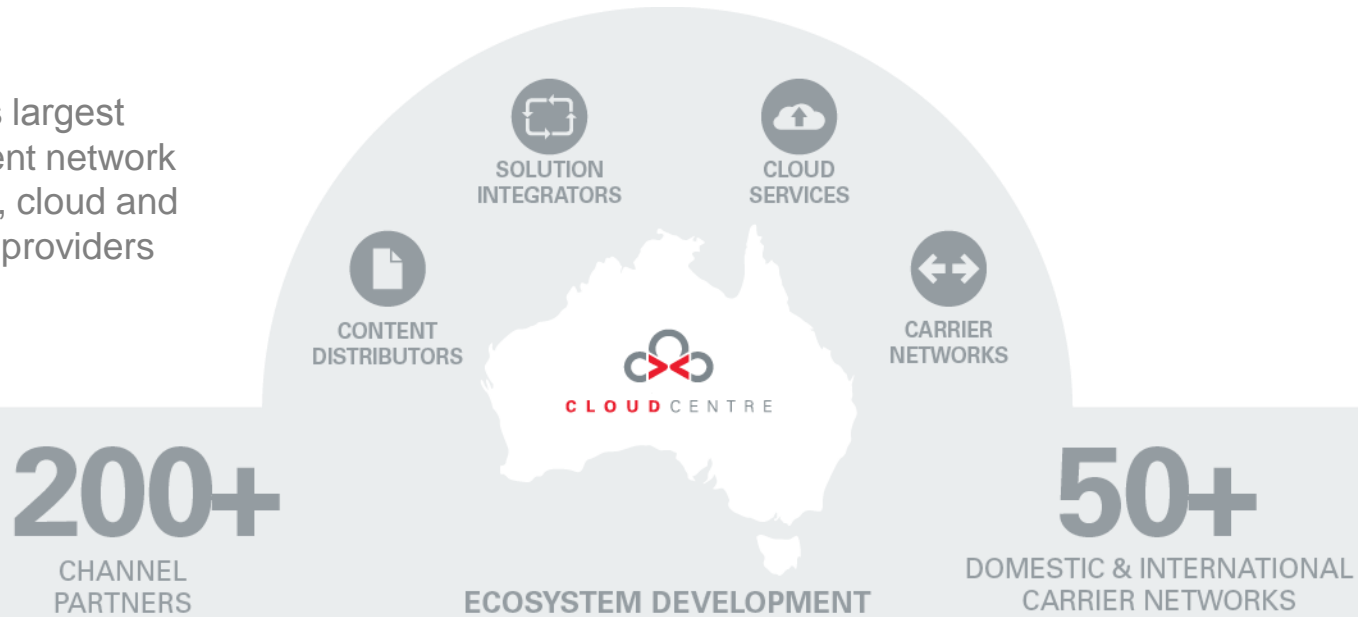 s largest
ent network
, cloud and
providers
SOLUTION
INTEGRATORS
CLOUD
SERVICES
CONTENT
DISTRIBUTORS
CARRIER
NETWORKS
CLOUDCENTRE
200+
CHANNEL
PARTNERS
ECOSYSTEM DEVELOPMENT
50+
DOMESTIC & INTERNATIONAL
CARRIER NETWORKS